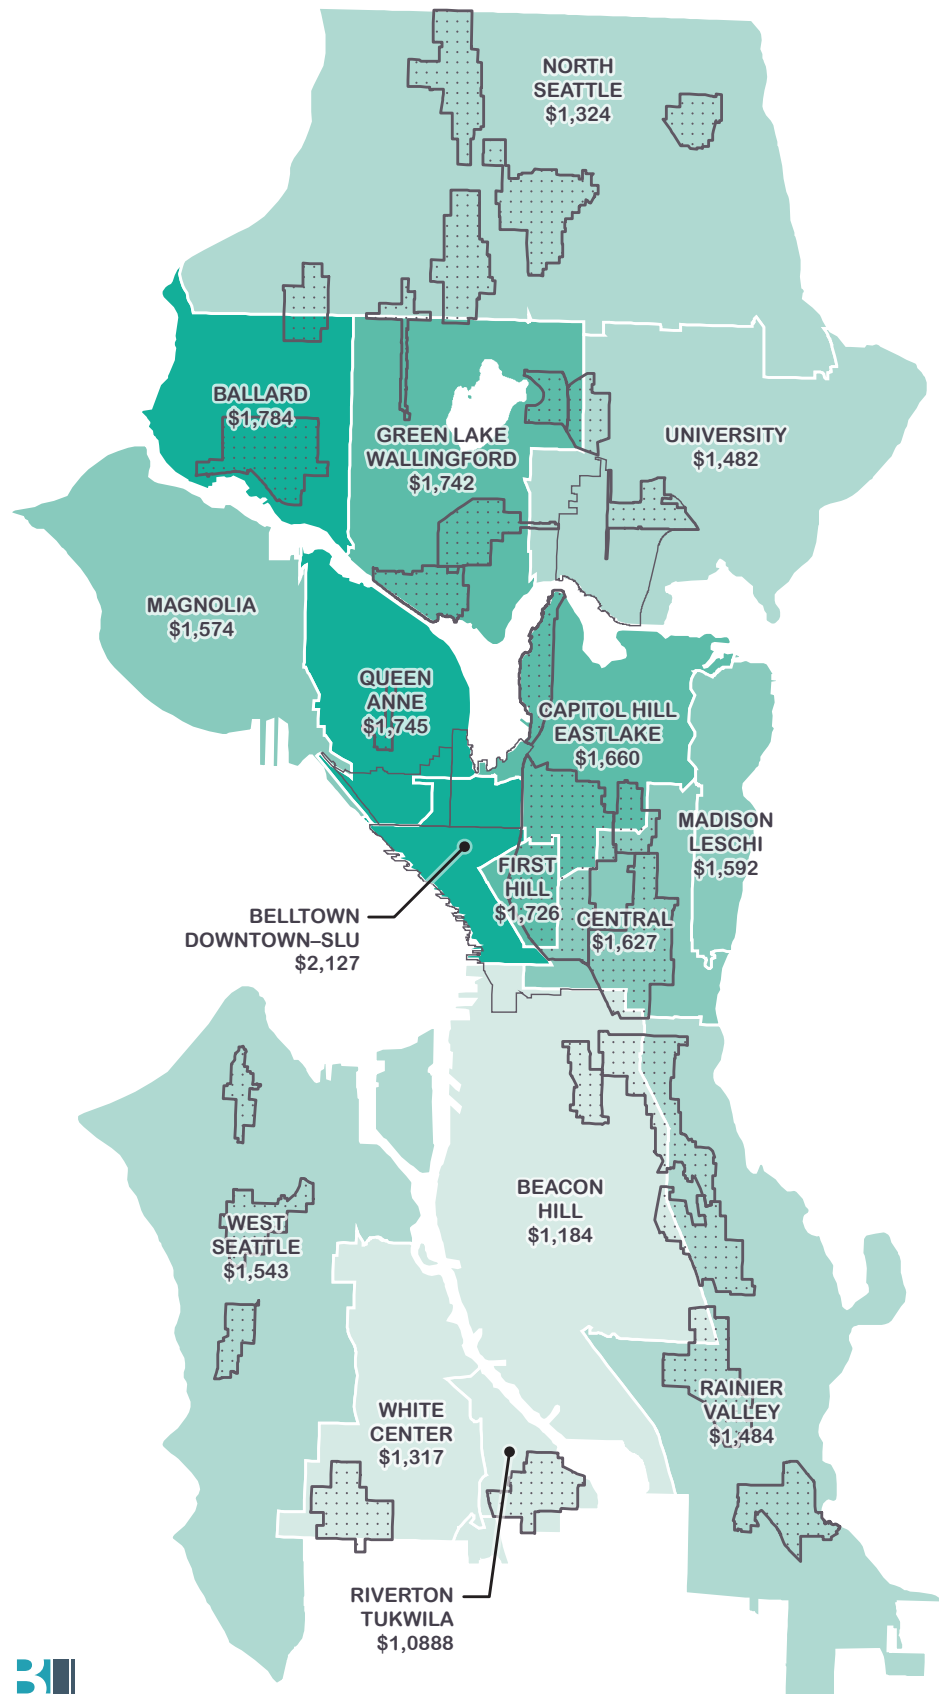 NORTH
SEATTLE
$1,324
BALLARD
$1,784
GREEN LAKE
WALLINGFORD
$1,742
UNIVERSITY
$1,482
MAGNOLIA
$1,574
QUEEN
ANNE
$1,745
CAPITOL HILL
EASTLAKE
$1,660
MADISON
LESCHI
$1,592
FIRST
HILL
$1,726
CENTRAL
$1,627
BELLTOWN
DOWNTOWN–SLU
$2,127
BEACON
HILL
$1,184
WEST
SEATTLE
$1,543
RAINIER
VALLEY
$1,484
WHITE
CENTER
$1,317
RIVERTON
TUKWILA
$1,0888